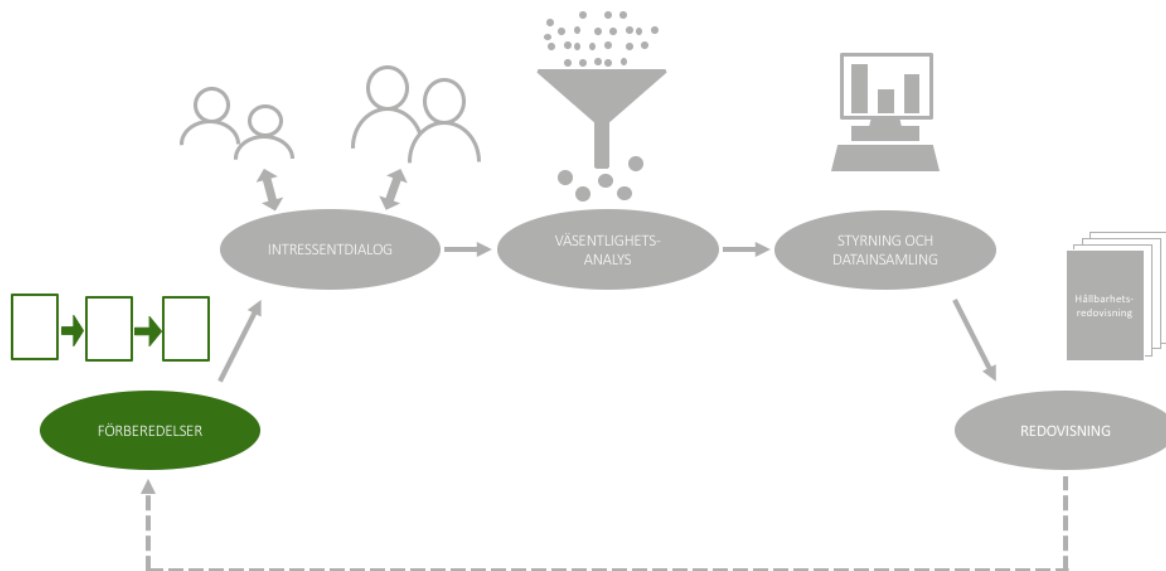 INTRESSENTDIALOG
VÄSENTLIGHETS-
ANALYS
STYRNING OCH
DATAINSAMLING
Hållbarhets-
redovisning
FÖRBEREDELSER
REDOVISNING